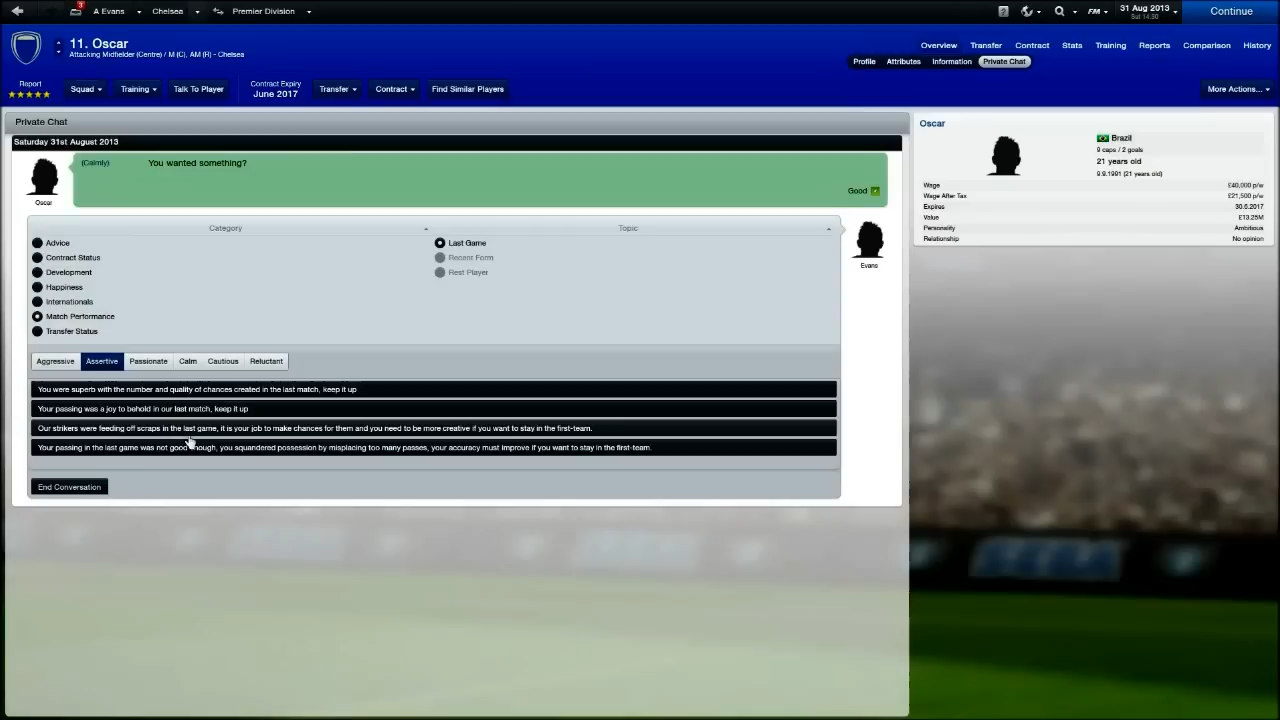 3
A Evans
Chelsea
Premier Division
?
FM
31 Aug 2013
Sat 14:30
Continue
11. Oscar
Attacking Midfielder (Centre) / M (C), AM (R) - Chelsea
Overview Transfer Contract Stats Training Reports Comparison History
Profile Attributes Information Private Chat
Report
Squad Training Talk To Player
Contract Expiry
June 2017
Transfer Contract Find Similar Players
More Actions...
Private Chat
Saturday 31st August 2013
(Calmly) You wanted something?
Good
Oscar
Category Topic
Advice
Contract Status
Development
Happiness
Internationals
Match Performance
Transfer Status
Last Game
Recent Form
Rest Player
Evans
Aggressive Assertive Passionate Calm Cautious Reluctant
You were superb with the number and quality of chances created in the last match, keep it up
Your passing was a joy to behold in our last match, keep it up
Our strikers were feeding off scraps in the last game, it is your job to make chances for them and you need to be more creative if you want to stay in the first-team.
Your passing in the last game was not good enough, you squandered possession by misplacing too many passes, your accuracy must improve if you want to stay in the first-team.
End Conversation
Oscar
Brazil
9 caps / 2 goals
21 years old
9.9.1991 (21 years old)
Wage £40,000 p/w
Wage After Tax £21,500 p/w
Expires 30.6.2017
Value £13.25M
Personality Ambitious
Relationship No opinion